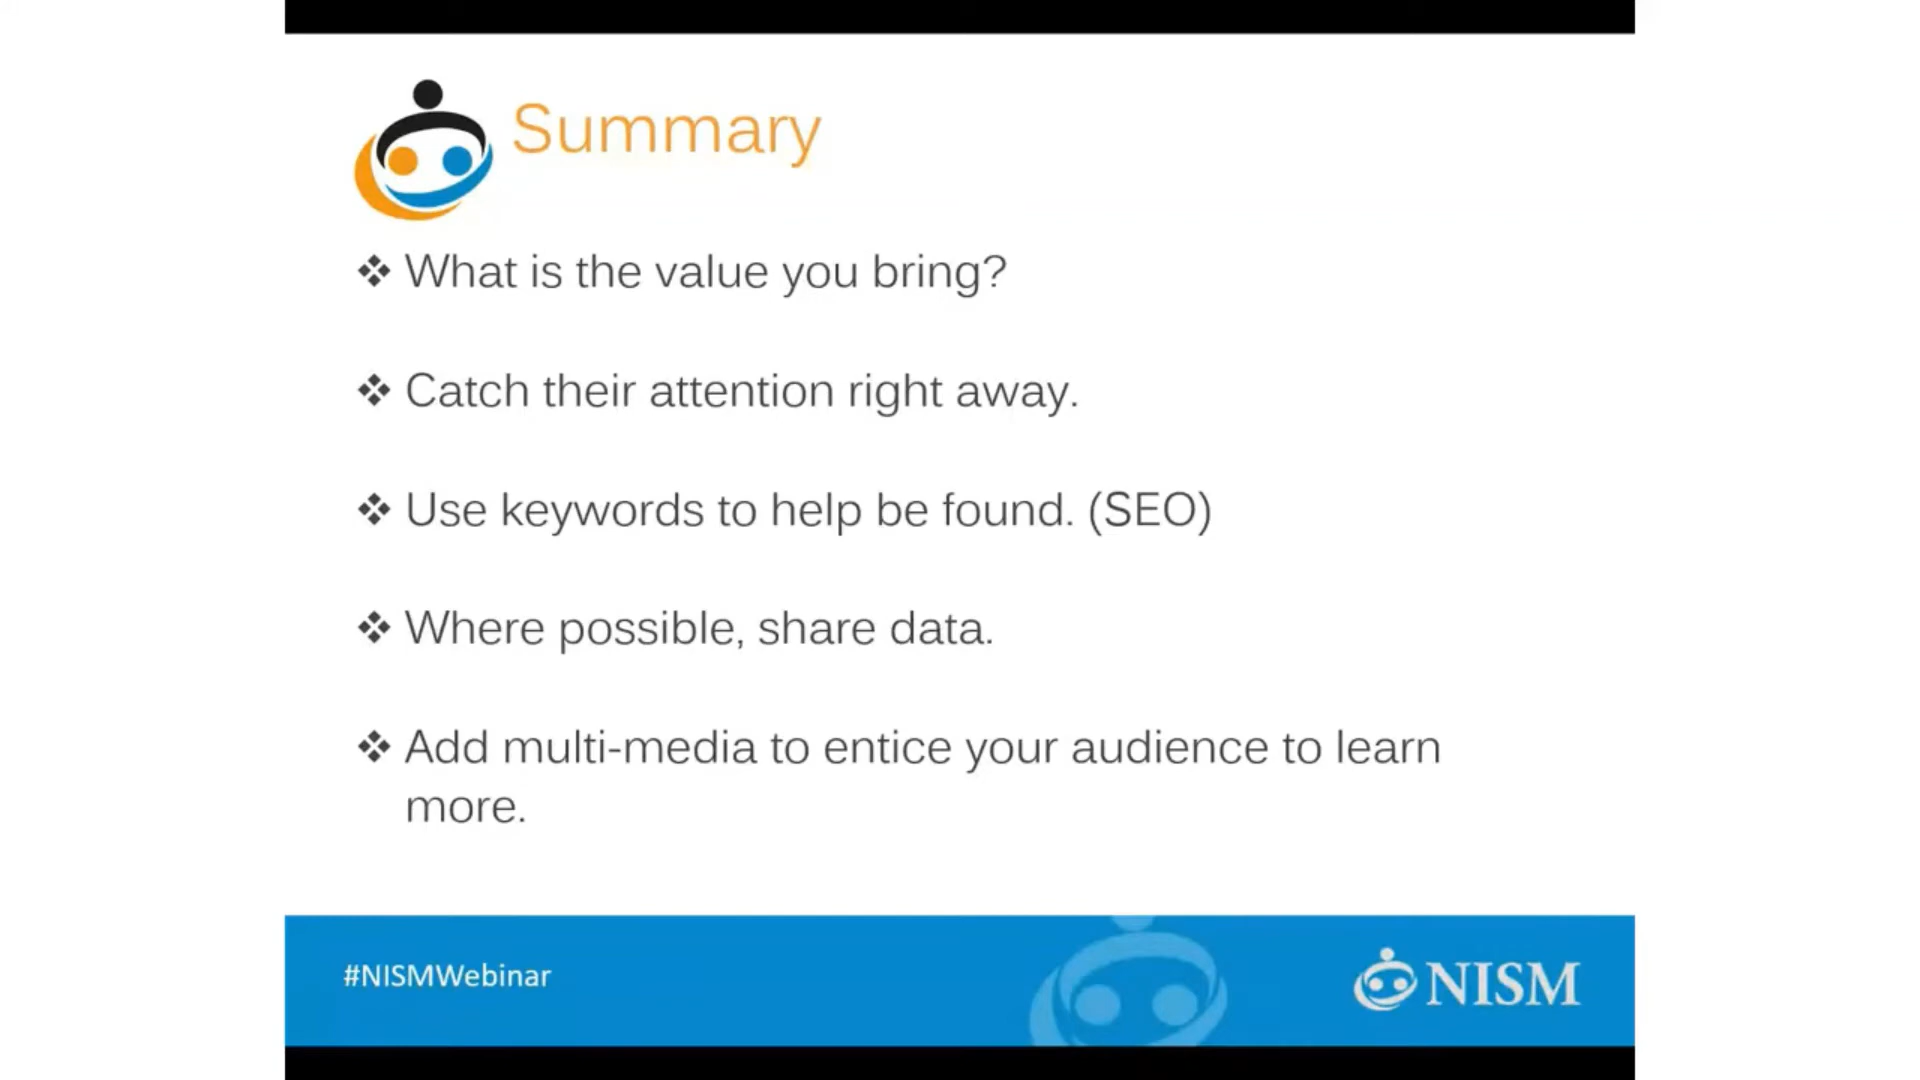 Summary
❖ What is the value you bring?
❖ Catch their attention right away.
❖ Use keywords to help be found. (SEO)
❖ Where possible, share data.
❖ Add multi-media to entice your audience to learn
more.
#NISMWebinar
NISM